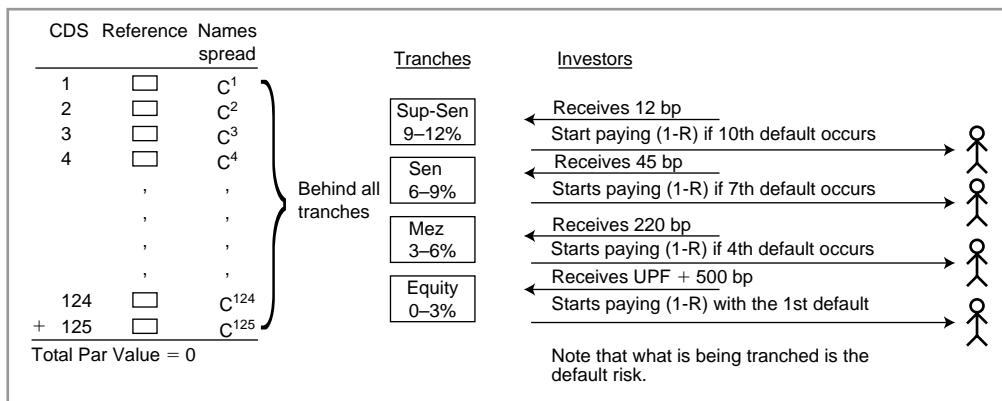 CDS Reference Names spread
1 C¹
2 C²
3 C³
4 C⁴
, ,
, ,
, ,
, ,
124 C¹²⁴
+ 125 C¹²⁵
Total Par Value = 0
Behind all
tranches
Tranches
Sup-Sen
9–12%
Sen
6–9%
Mez
3–6%
Equity
0–3%
Investors
Receives 12 bp
Start paying (1-R) if 10th default occurs
Receives 45 bp
Starts paying (1-R) if 7th default occurs
Receives 220 bp
Starts paying (1-R) if 4th default occurs
Receives UPF + 500 bp
Starts paying (1-R) with the 1st default
Note that what is being tranched is the
default risk.